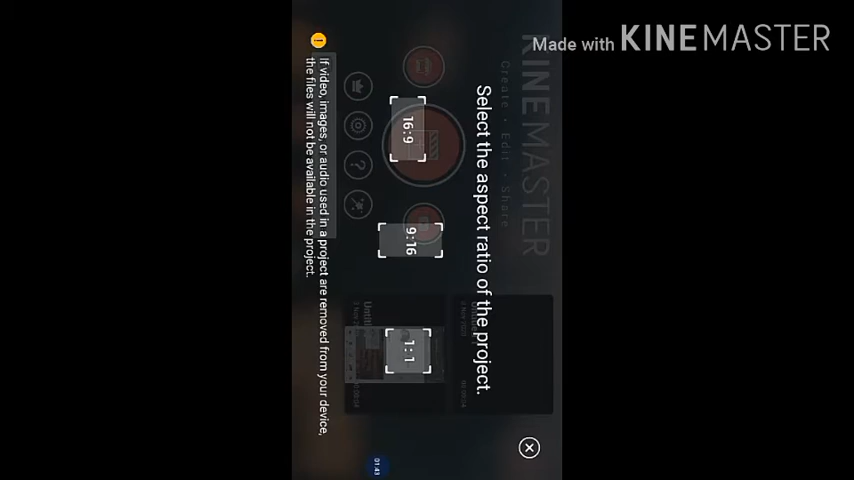 Made with KINEMASTER
KINEMASTER
Create • Edit • Share
Select the aspect ratio of the project.
16:9
9:16
1:1
If video, images, or audio used in a project are removed from your device,
the files will not be available in the project.
01:43